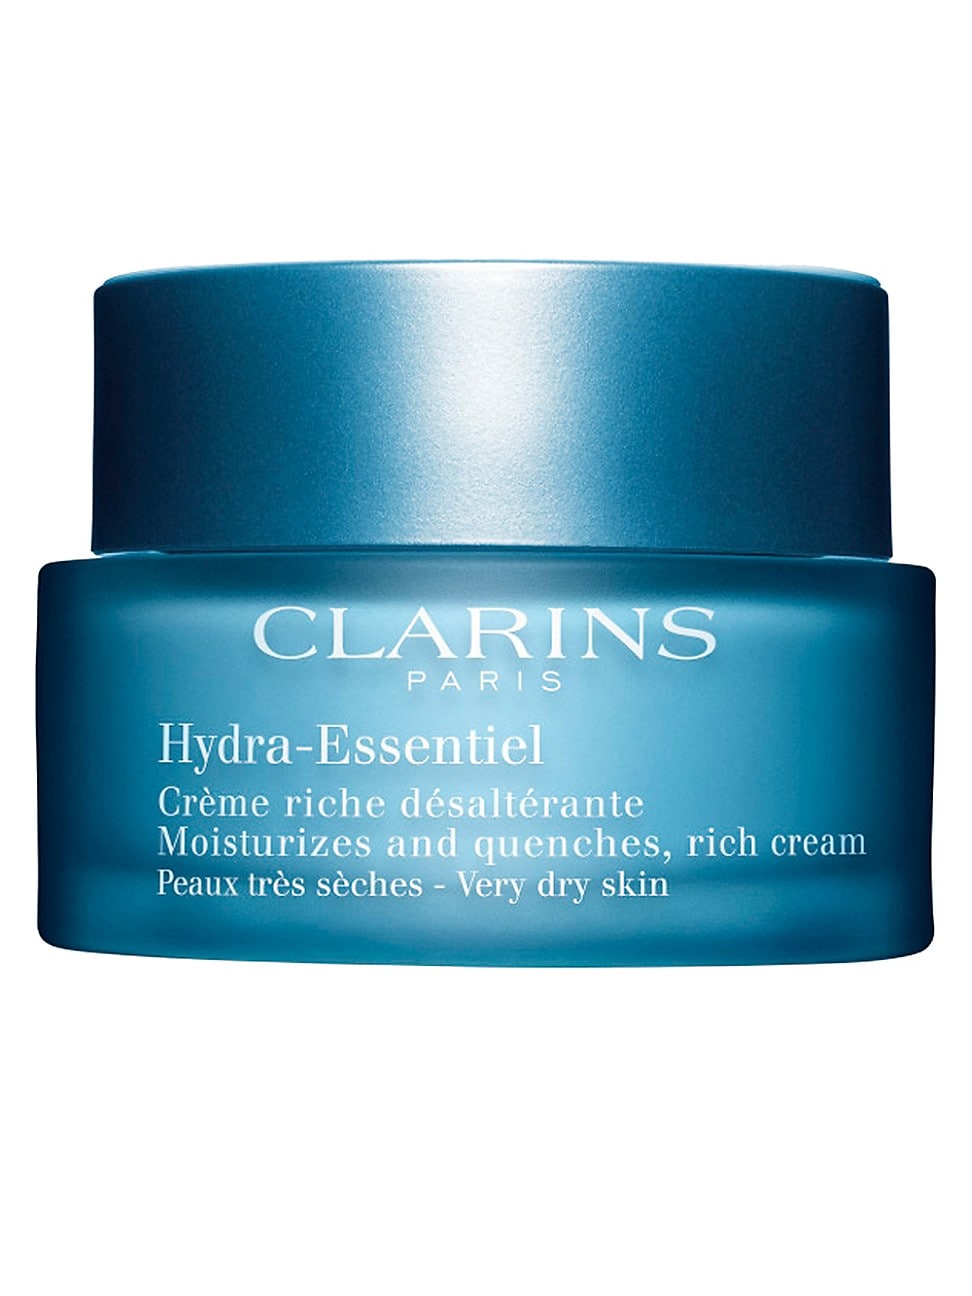 CLARINS
PARIS
Hydra-Essentiel
Crème riche désaltérante
Moisturizes and quenches, rich cream
Peaux très sèches - Very dry skin